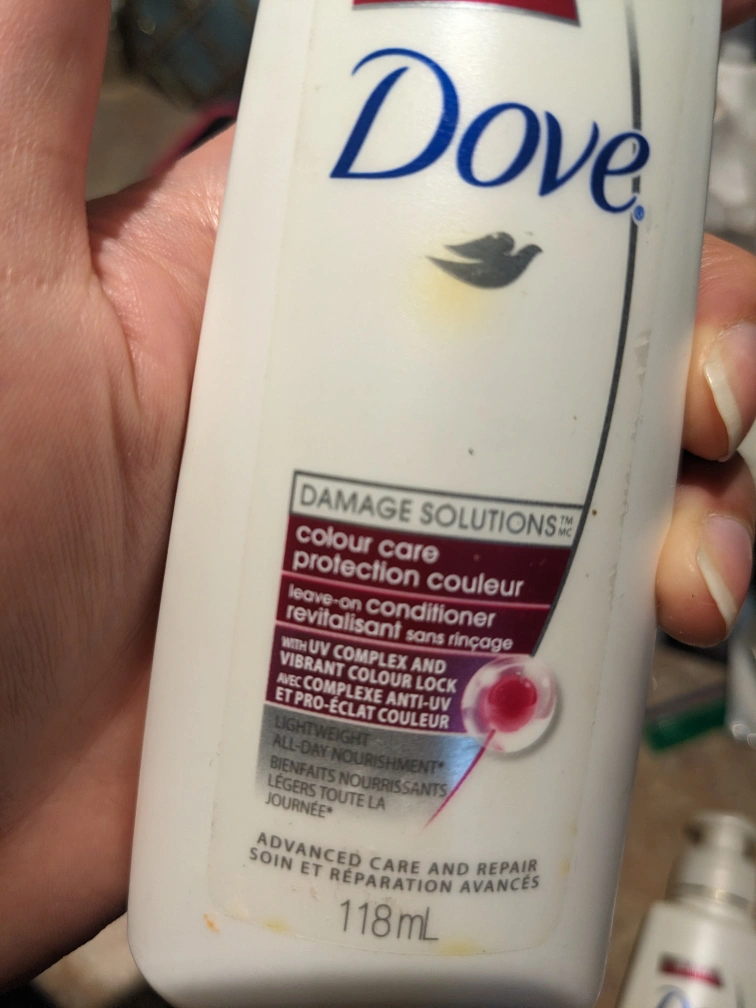 Dove®
DAMAGE SOLUTIONS™ MC
colour care
protection couleur
leave-on conditioner
revitalisant sans rinçage
WITH UV COMPLEX AND
VIBRANT COLOUR LOCK
AVEC COMPLEXE ANTI-UV
ET PRO-ÉCLAT COULEUR
LIGHTWEIGHT
ALL-DAY NOURISHMENT*
BIENFAITS NOURRISSANTS
LÉGERS TOUTE LA
JOURNÉE*
ADVANCED CARE AND REPAIR
SOIN ET RÉPARATION AVANCÉS
118 mL